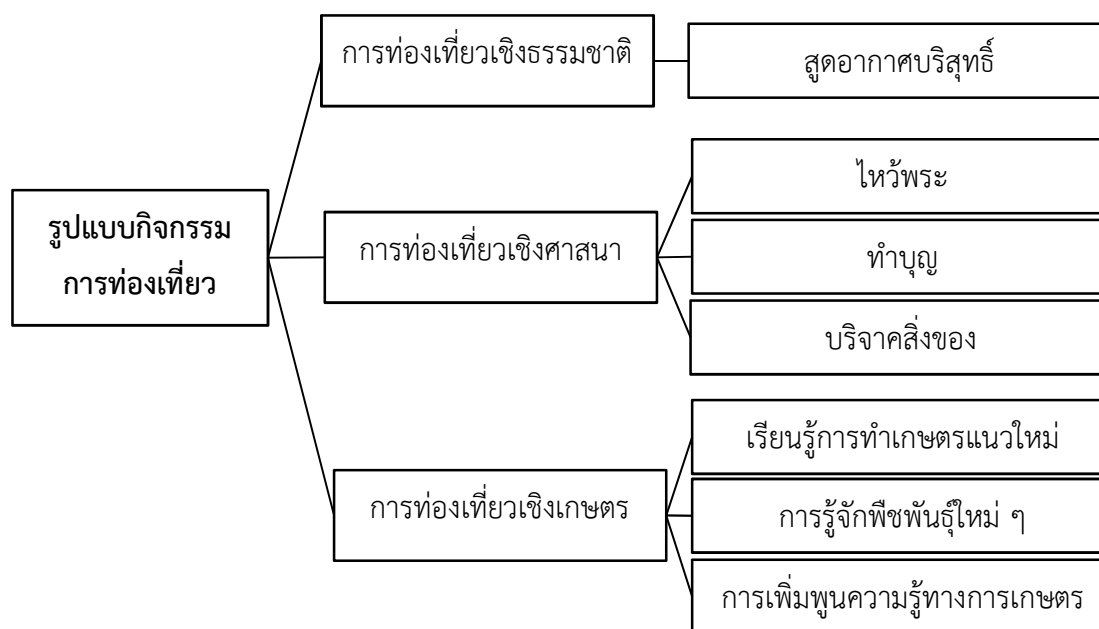 รูปแบบกิจกรรม
การท่องเที่ยว
การท่องเที่ยวเชิงธรรมชาติ
สูดอากาศบริสุทธิ์
การท่องเที่ยวเชิงศาสนา
ไหว้พระ
ทำบุญ
บริจาคสิ่งของ
การท่องเที่ยวเชิงเกษตร
เรียนรู้การทำเกษตรแนวใหม่
การรู้จักพืชพันธุ์ใหม่ ๆ
การเพิ่มพูนความรู้ทางการเกษตร